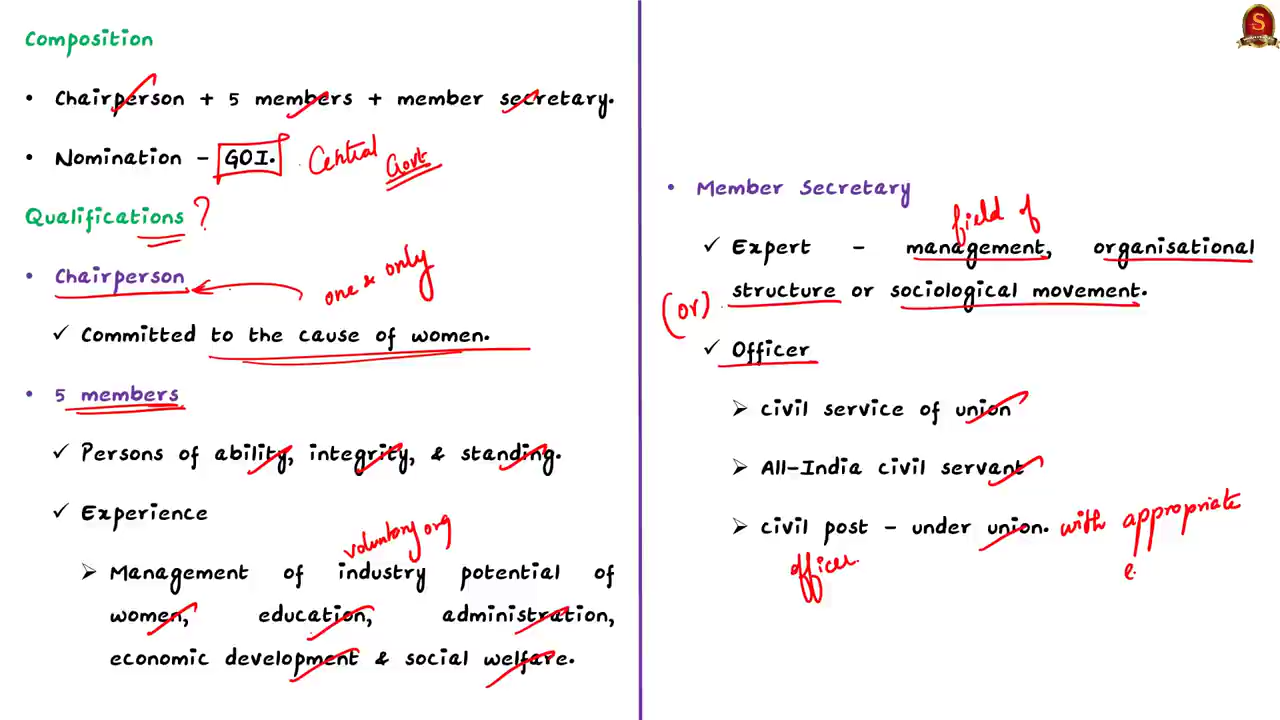 Composition
• Chairperson + 5 members + member secretary.
• Nomination - GOI. Central Govt
Qualifications ?
• Chairperson
one & only
✓ Committed to the cause of women.
• 5 members
✓ Persons of ability, integrity, & standing.
✓ Experience
voluntory org
➢ Management of industry potential of
women, education, administration,
economic development & social welfare.
S
• Member Secretary
field of
✓ Expert - management, organisational
structure or sociological movement.
(or)
✓ Officer
➢ civil service of union
➢ All-India civil servant
➢ civil post - under union. with appropriate
officer. e.